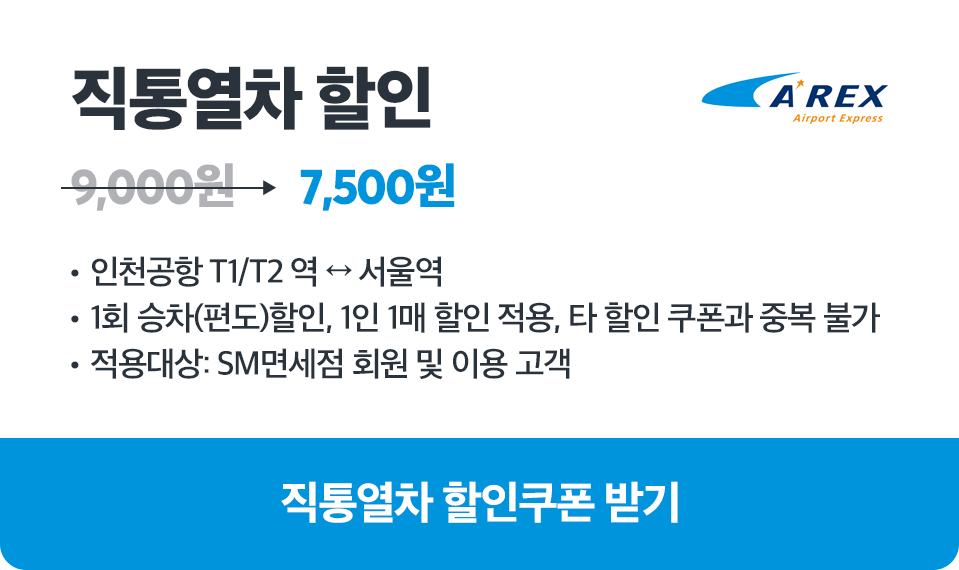 직통열차 할인
A'REX
Airport Express
9,000원 → 7,500원
• 인천공항 T1/T2 역 ↔ 서울역
• 1회 승차(편도)할인, 1인 1매 할인 적용, 타 할인 쿠폰과 중복 불가
• 적용대상: SM면세점 회원 및 이용 고객
직통열차 할인쿠폰 받기